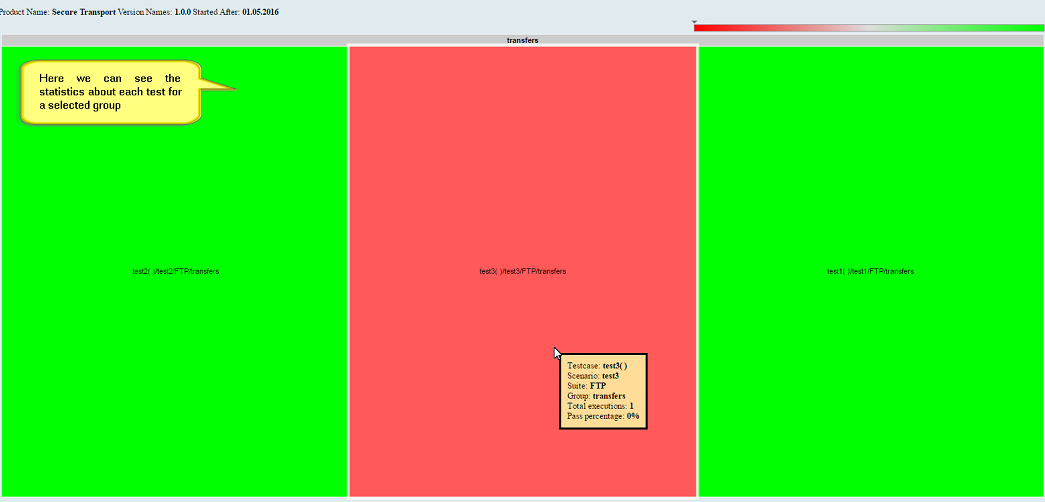 Product Name: Secure Transport Version Names: 1.0.0 Started After: 01.05.2016
transfers
Here we can see the
statistics about each test for
a selected group
test2( )/test2/FTP/transfers
test3( )/test3/FTP/transfers
test1( )/test1/FTP/transfers
Testcase: test3( )
Scenario: test3
Suite: FTP
Group: transfers
Total executions: 1
Pass percentage: 0%